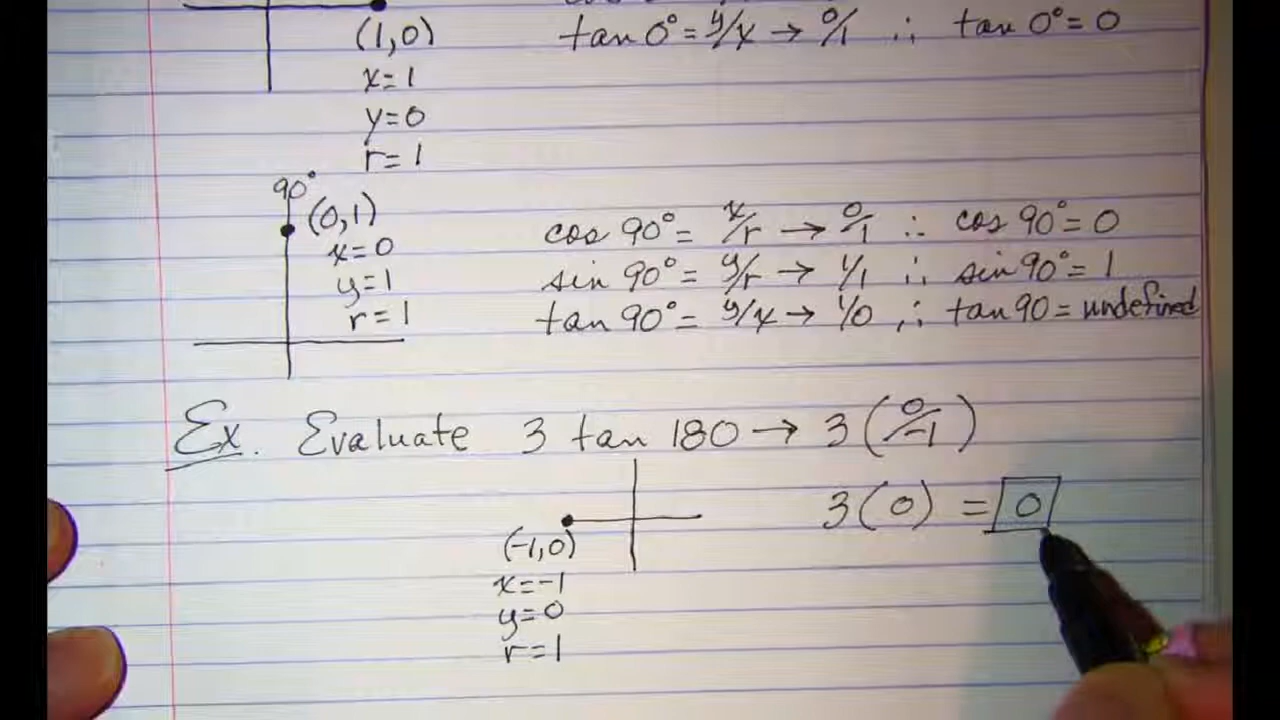 (1,0)
x=1
y=0
r=1
tan 0°= y/x → 0/1 ∴ tan 0°= 0
90°
(0,1)
x=0
y=1
r=1
cos 90°= x/r → 0/1 ∴ cos 90°= 0
sin 90°= y/r → 1/1 ∴ sin 90°= 1
tan 90°= y/x → 1/0 ∴ tan 90 = undefined
Ex. Evaluate 3 tan 180 → 3 (0/-1)
3(0) = 0
(-1,0)
x=-1
y=0
r=1